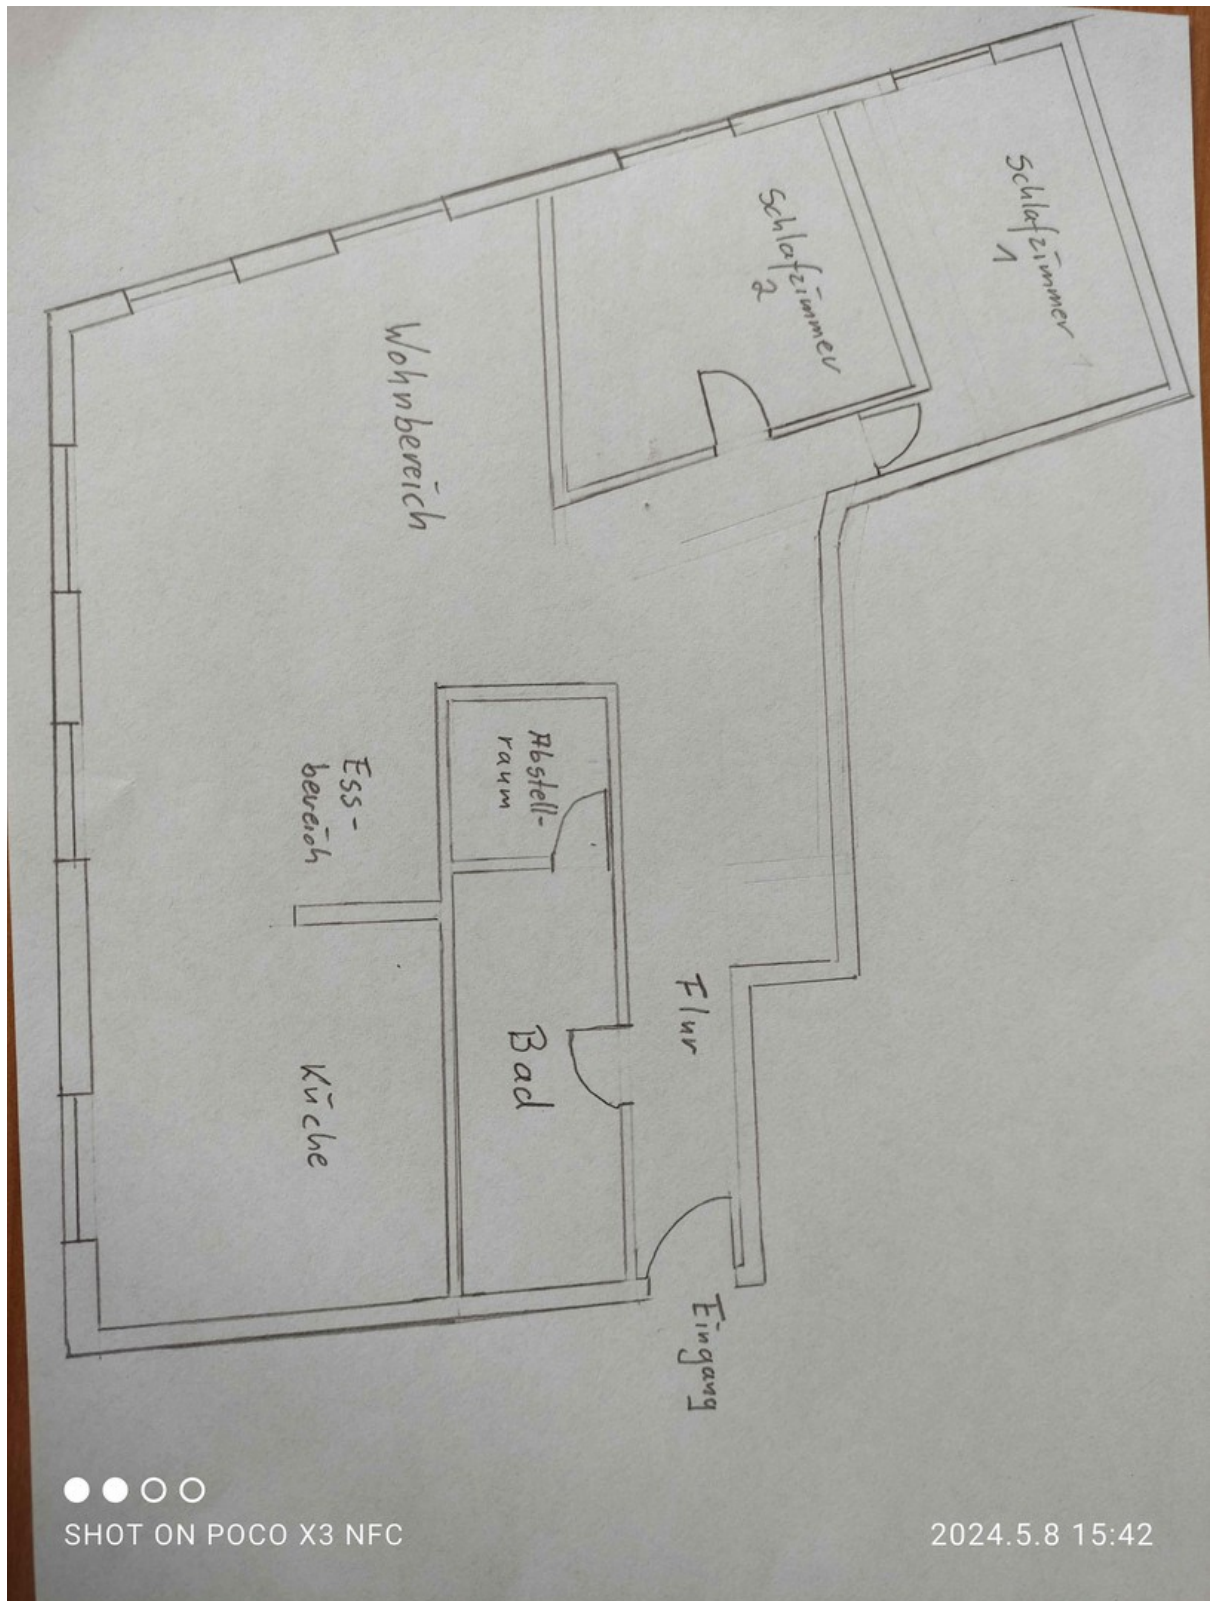 Schlafzimmer
1
Schlafzimmer
2
Wohnbereich
Abstell-
raum
Ess-
bereich
Flur
Bad
Küche
Eingang
SHOT ON POCO X3 NFC
2024.5.8 15:42